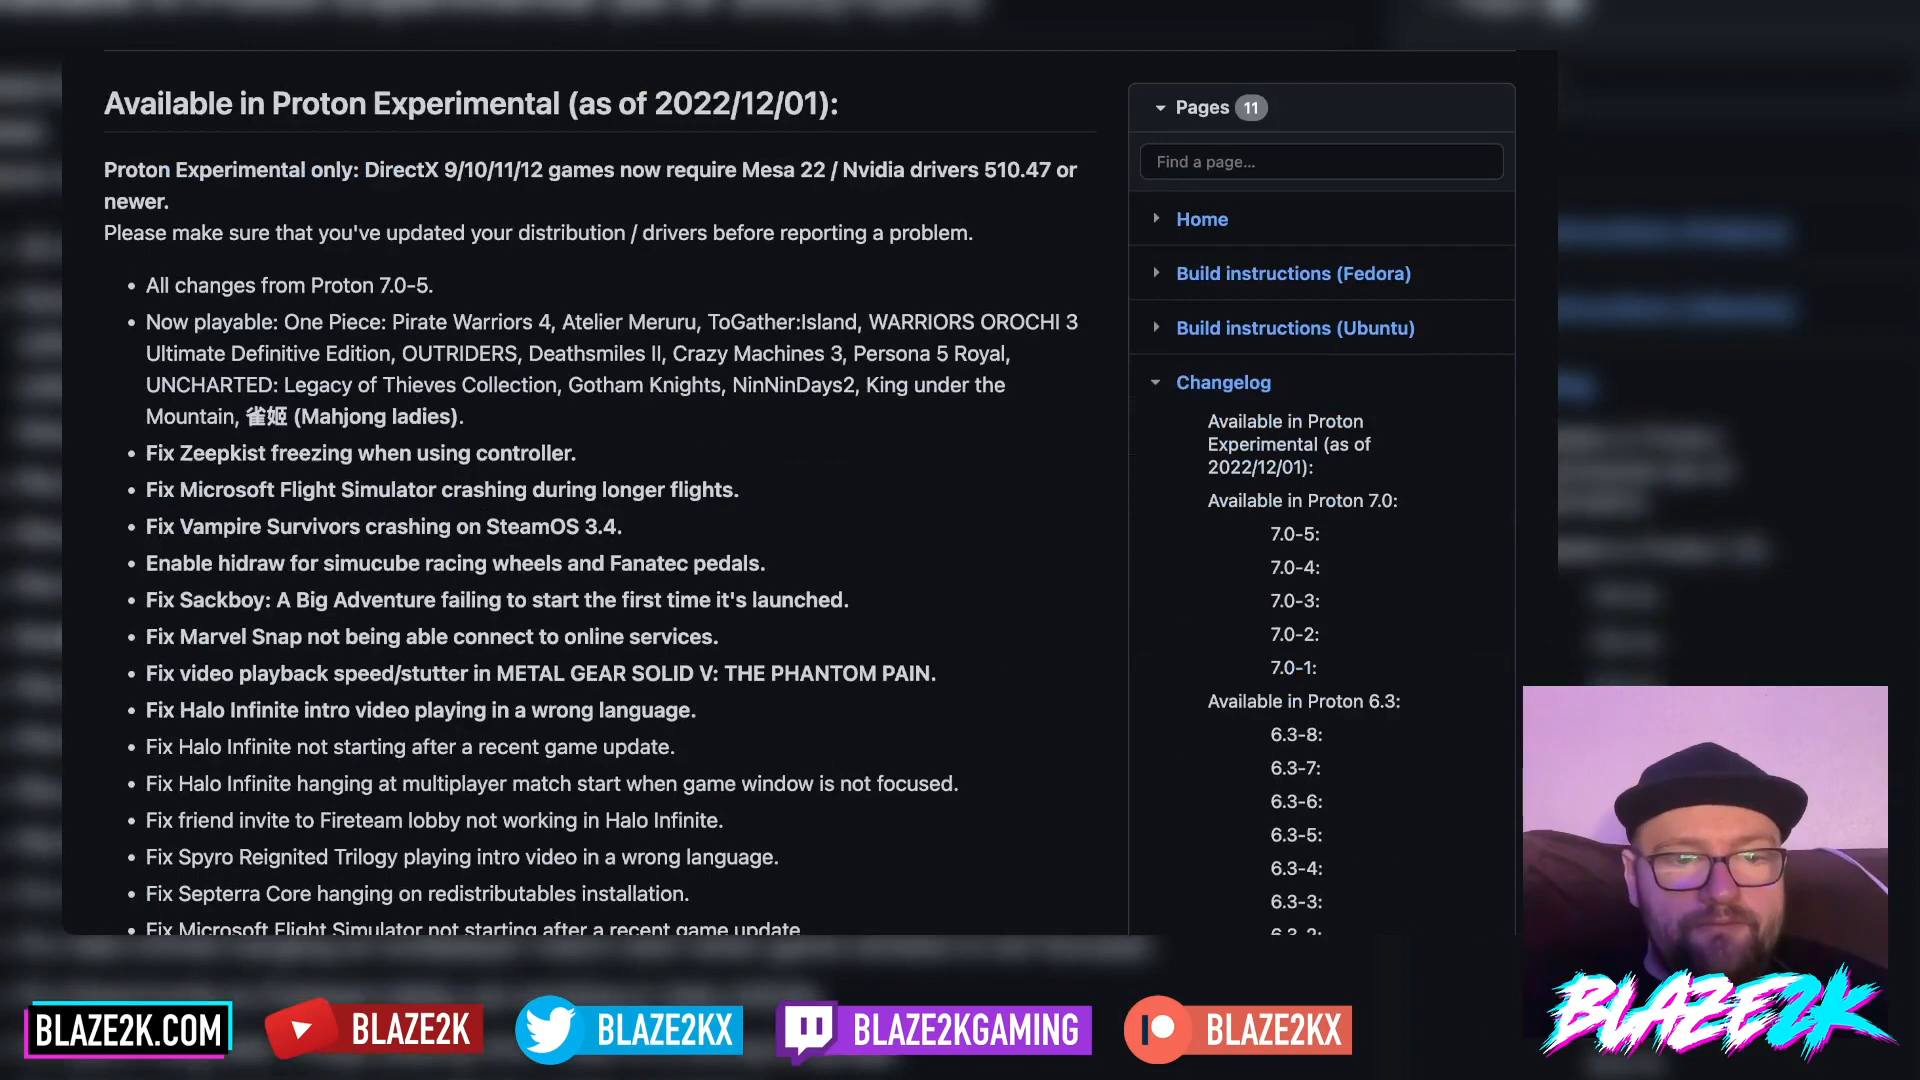 Available in Proton Experimental (as of 2022/12/01):
Proton Experimental only: DirectX 9/10/11/12 games now require Mesa 22 / Nvidia drivers 510.47 or
newer.
Please make sure that you've updated your distribution / drivers before reporting a problem.
• All changes from Proton 7.0-5.
• Now playable: One Piece: Pirate Warriors 4, Atelier Meruru, ToGather:Island, WARRIORS OROCHI 3
Ultimate Definitive Edition, OUTRIDERS, Deathsmiles II, Crazy Machines 3, Persona 5 Royal,
UNCHARTED: Legacy of Thieves Collection, Gotham Knights, NinNinDays2, King under the
Mountain, 雀姬 (Mahjong ladies).
• Fix Zeepkist freezing when using controller.
• Fix Microsoft Flight Simulator crashing during longer flights.
• Fix Vampire Survivors crashing on SteamOS 3.4.
• Enable hidraw for simucube racing wheels and Fanatec pedals.
• Fix Sackboy: A Big Adventure failing to start the first time it's launched.
• Fix Marvel Snap not being able connect to online services.
• Fix video playback speed/stutter in METAL GEAR SOLID V: THE PHANTOM PAIN.
• Fix Halo Infinite intro video playing in a wrong language.
• Fix Halo Infinite not starting after a recent game update.
• Fix Halo Infinite hanging at multiplayer match start when game window is not focused.
• Fix friend invite to Fireteam lobby not working in Halo Infinite.
• Fix Spyro Reignited Trilogy playing intro video in a wrong language.
• Fix Septerra Core hanging on redistributables installation.
• Fix Microsoft Flight Simulator not starting after a recent game update
Pages 11
Find a page...
Home
Build instructions (Fedora)
Build instructions (Ubuntu)
Changelog
Available in Proton
Experimental (as of
2022/12/01):
Available in Proton 7.0:
7.0-5:
7.0-4:
7.0-3:
7.0-2:
7.0-1:
Available in Proton 6.3:
6.3-8:
6.3-7:
6.3-6:
6.3-5:
6.3-4:
6.3-3:
6.3-2:
BLAZE2K
BLAZE2K.COM
BLAZE2K
BLAZE2KX
BLAZE2KGAMING
BLAZE2KX